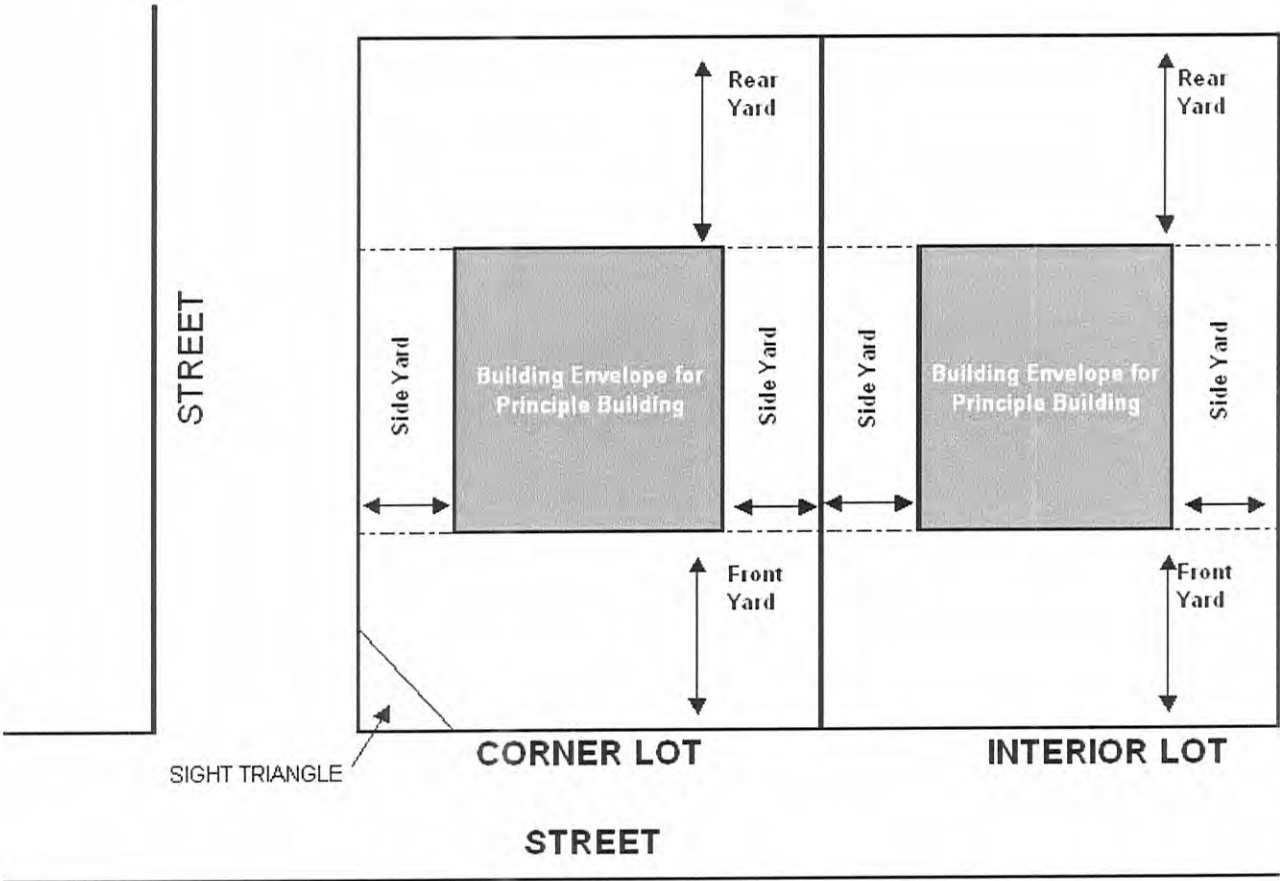 Rear
Yard
Rear
Yard
STREET
Side Yard
Building Envelope for
Principle Building
Side Yard
Side Yard
Building Envelope for
Principle Building
Side Yard
Front
Yard
Front
Yard
CORNER LOT
INTERIOR LOT
SIGHT TRIANGLE
STREET